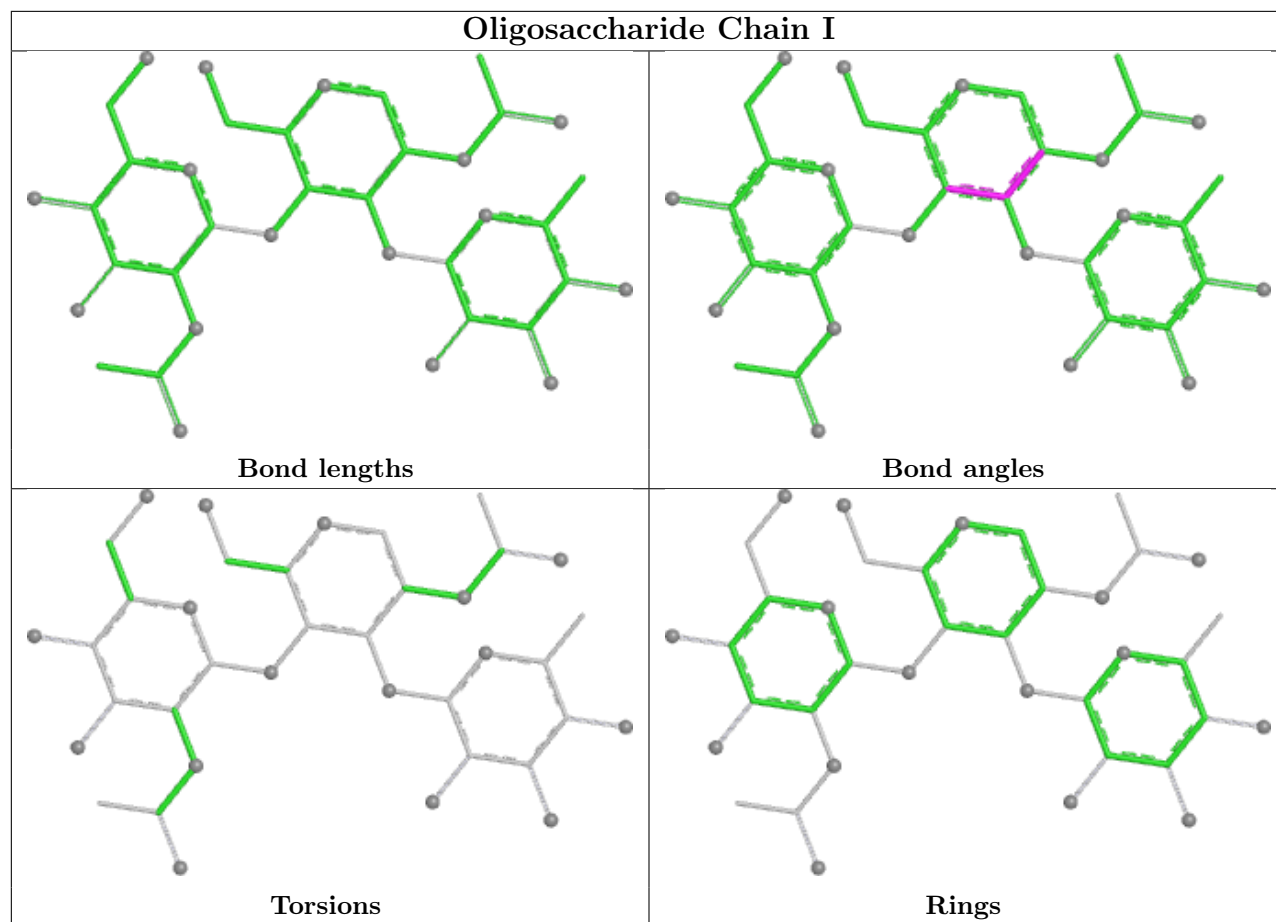 Oligosaccharide Chain I
Bond lengths
Bond angles
Torsions
Rings